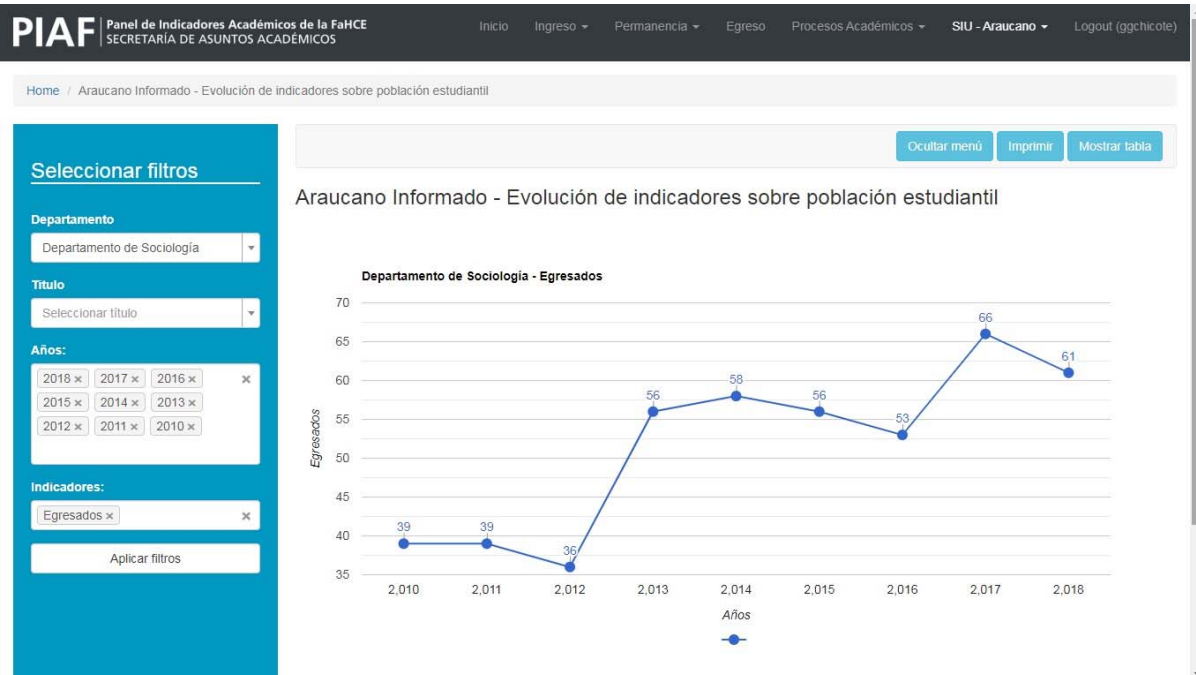 PIAF
Panel de Indicadores Académicos de la FaHCE
SECRETARÍA DE ASUNTOS ACADÉMICOS
Inicio
Ingreso
Permanencia
Egreso
Procesos Académicos
SIU - Araucano
Logout (ggchicote)
Home / Araucano Informado - Evolución de indicadores sobre población estudiantil
Seleccionar filtros
Departamento
Departamento de Sociología
Titulo
Seleccionar título
Años:
2018 × 2017 × 2016 × ×
2015 × 2014 × 2013 ×
2012 × 2011 × 2010 ×
Indicadores:
Egresados × ×
Aplicar filtros
Ocultar menú
Imprimir
Mostrar tabla
Araucano Informado - Evolución de indicadores sobre población estudiantil
Departamento de Sociología - Egresados
70
65
60
55
50
45
40
35
Egresados
39
39
36
56
58
56
53
66
61
2,010
2,011
2,012
2,013
2,014
2,015
2,016
2,017
2,018
Años